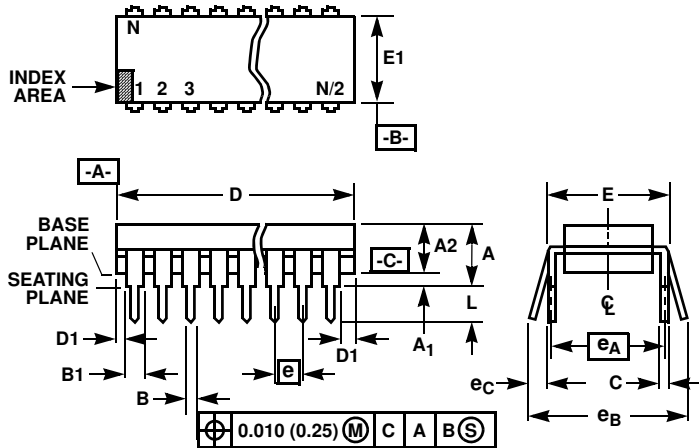 N
E1
INDEX
AREA
1 2 3 N/2
-B-
-A-
D
E
BASE
PLANE
A2
A
-C-
SEATING
PLANE
L
C L
D1
A1
D1
eA
B1
e
eC
C
B
eB
0.010 (0.25) M C A B S